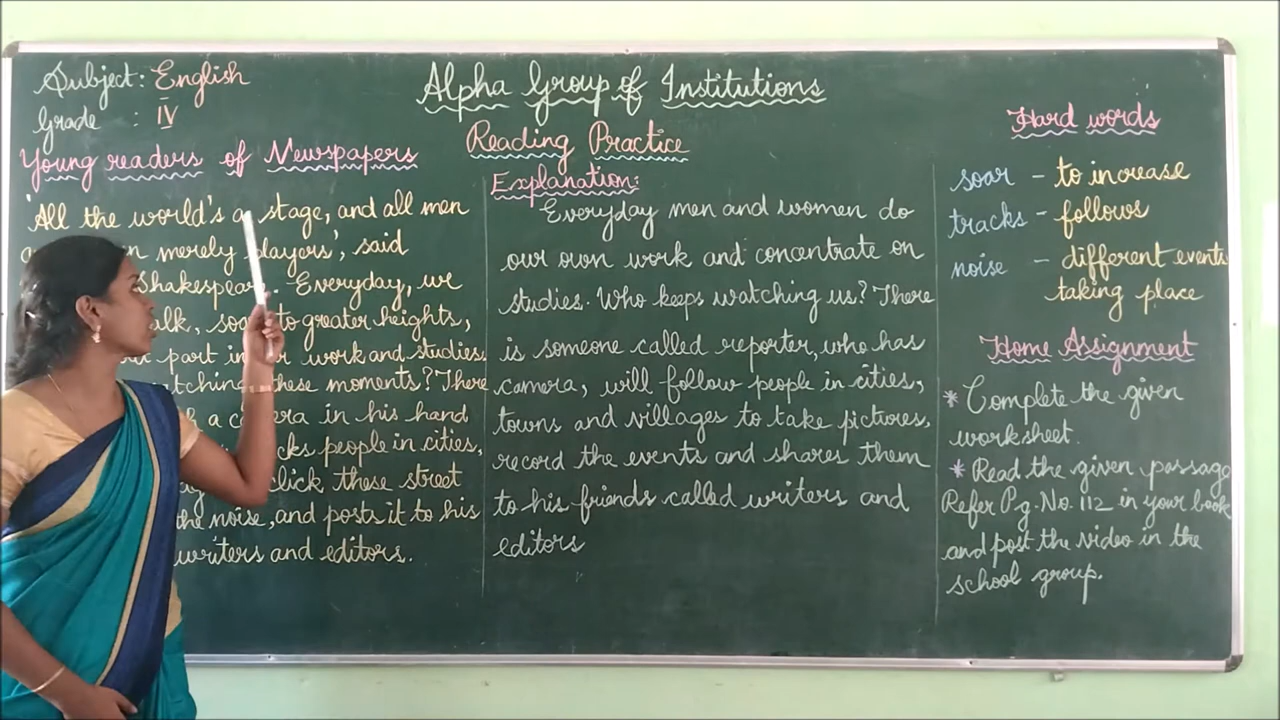 Subject: English
Grade : IV
Alpha Group of Institutions
Reading Practice
Young readers of Newspapers
'All the world's a stage, and all men
merely players', said
Shakespeare. Everyday, we
to greater heights,
part in work and studies.
these moments? There
a camera in his hand
people in cities,
click these street
the noise, and posts it to his
writers and editors.
Explanation:
Everyday men and women do
our own work and concentrate on
studies. Who keeps watching us? There
is someone called reporter, who has
camera, will follow people in cities,
towns and villages to take pictures,
record the events and shares them
to his friends called writers and
editors
Hard words
soar - to increase
tracks - follows
noise - different events
taking place
Home Assignment
* Complete the given
worksheet.
* Read the given passage
Refer Pg. No. 112 in your book
and post the video in the
school group.